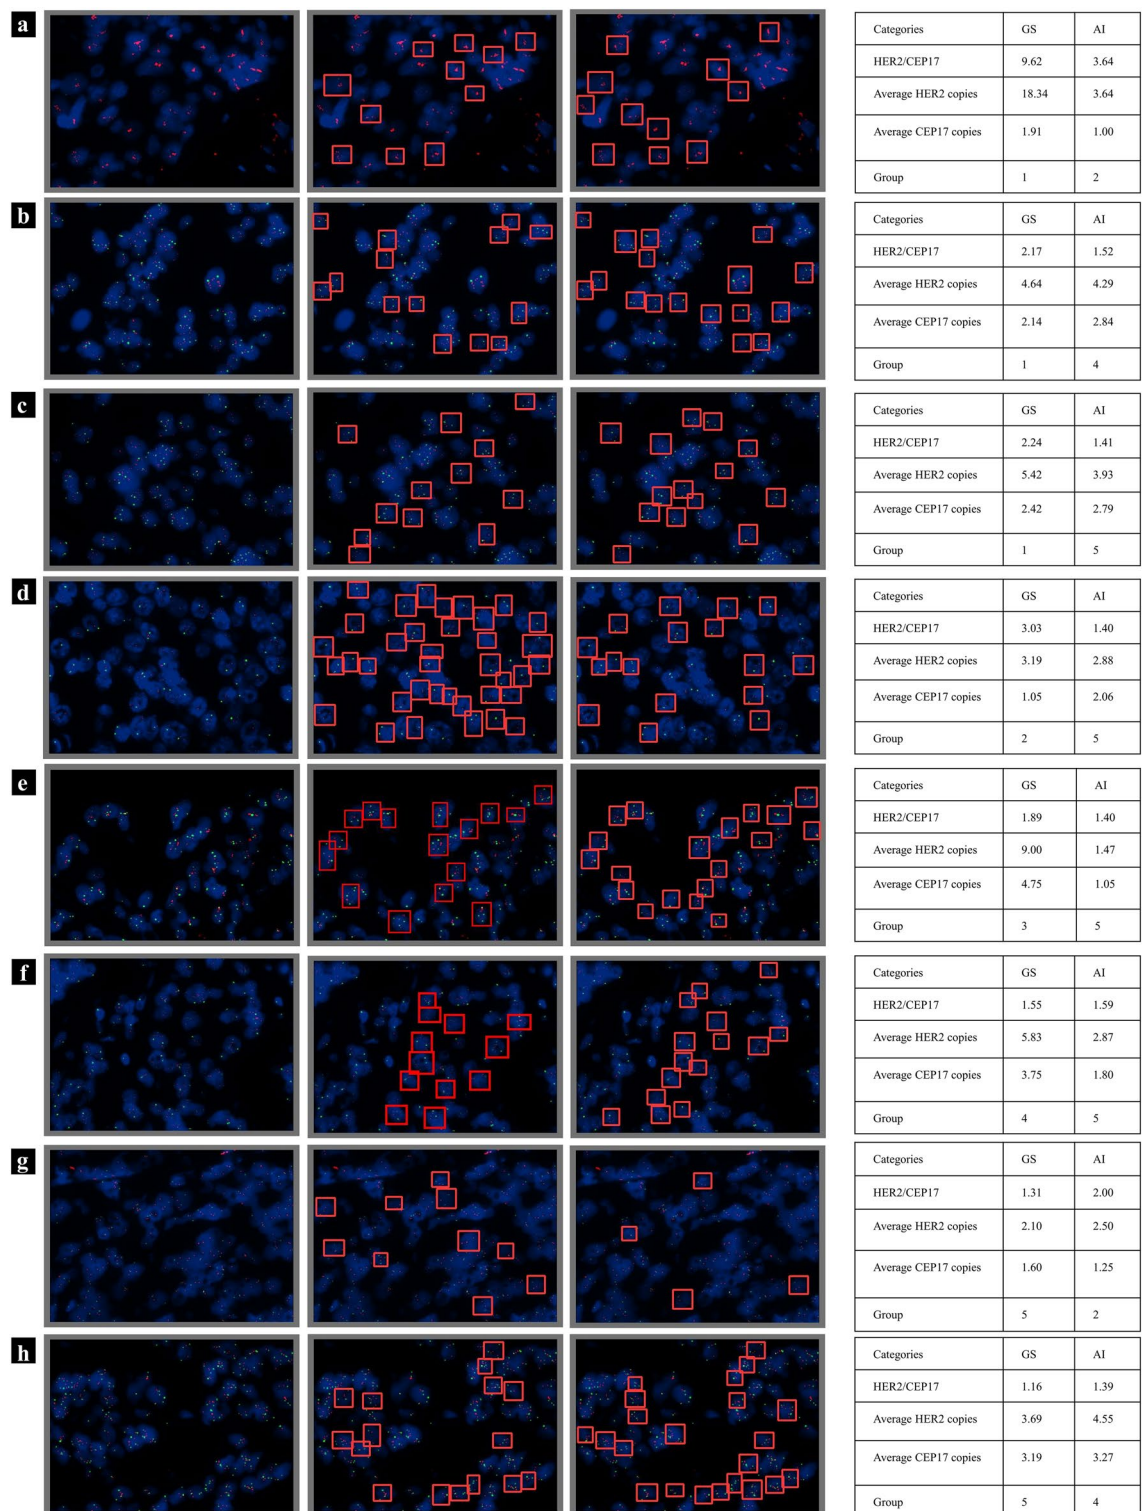 a
Categories GS AI
HER2/CEP17 9.62 3.64
Average HER2 copies 18.34 3.64
Average CEP17 copies 1.91 1.00
Group 1 2
b
Categories GS AI
HER2/CEP17 2.17 1.52
Average HER2 copies 4.64 4.29
Average CEP17 copies 2.14 2.84
Group 1 4
c
Categories GS AI
HER2/CEP17 2.24 1.41
Average HER2 copies 5.42 3.93
Average CEP17 copies 2.42 2.79
Group 1 5
d
Categories GS AI
HER2/CEP17 3.03 1.40
Average HER2 copies 3.19 2.88
Average CEP17 copies 1.05 2.06
Group 2 5
e
Categories GS AI
HER2/CEP17 1.89 1.40
Average HER2 copies 9.00 1.47
Average CEP17 copies 4.75 1.05
Group 3 5
f
Categories GS AI
HER2/CEP17 1.55 1.59
Average HER2 copies 5.83 2.87
Average CEP17 copies 3.75 1.80
Group 4 5
g
Categories GS AI
HER2/CEP17 1.31 2.00
Average HER2 copies 2.10 2.50
Average CEP17 copies 1.60 1.25
Group 5 2
h
Categories GS AI
HER2/CEP17 1.16 1.39
Average HER2 copies 3.69 4.55
Average CEP17 copies 3.19 3.27
Group 5 4